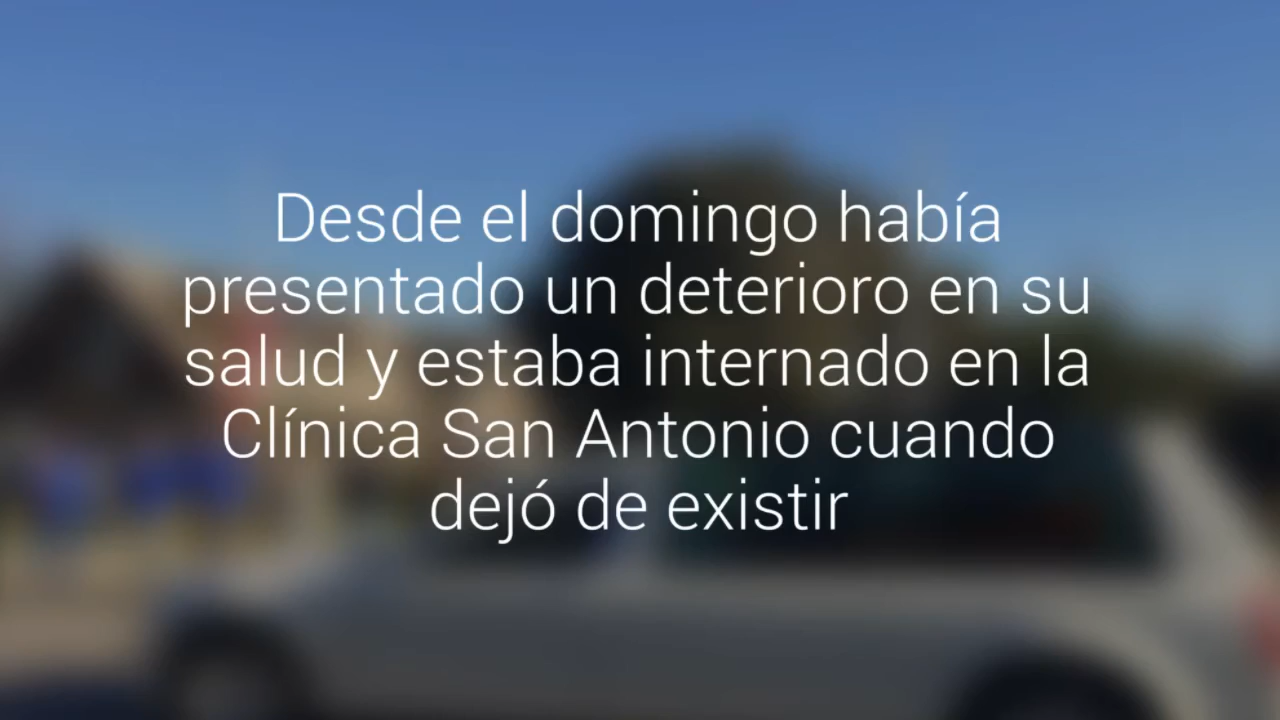 Desde el domingo había
presentado un deterioro en su
salud y estaba internado en la
Clínica San Antonio cuando
dejó de existir